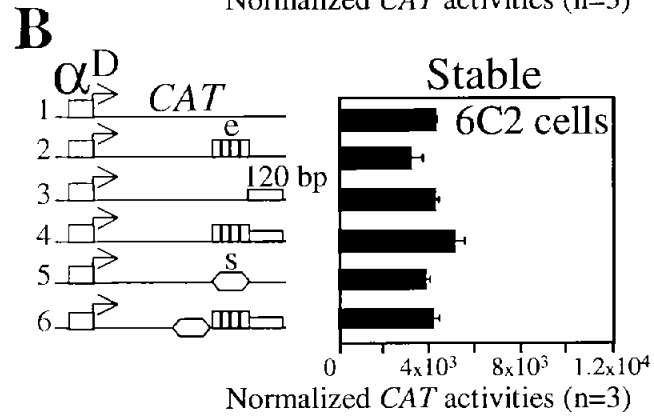 Normalized CAT activities (n=3)
B
α^D CAT
Stable
1
6C2 cells
e
2
120 bp
3
4
s
5
6
0 4x10³ 8x10³ 1.2x10⁴
Normalized CAT activities (n=3)